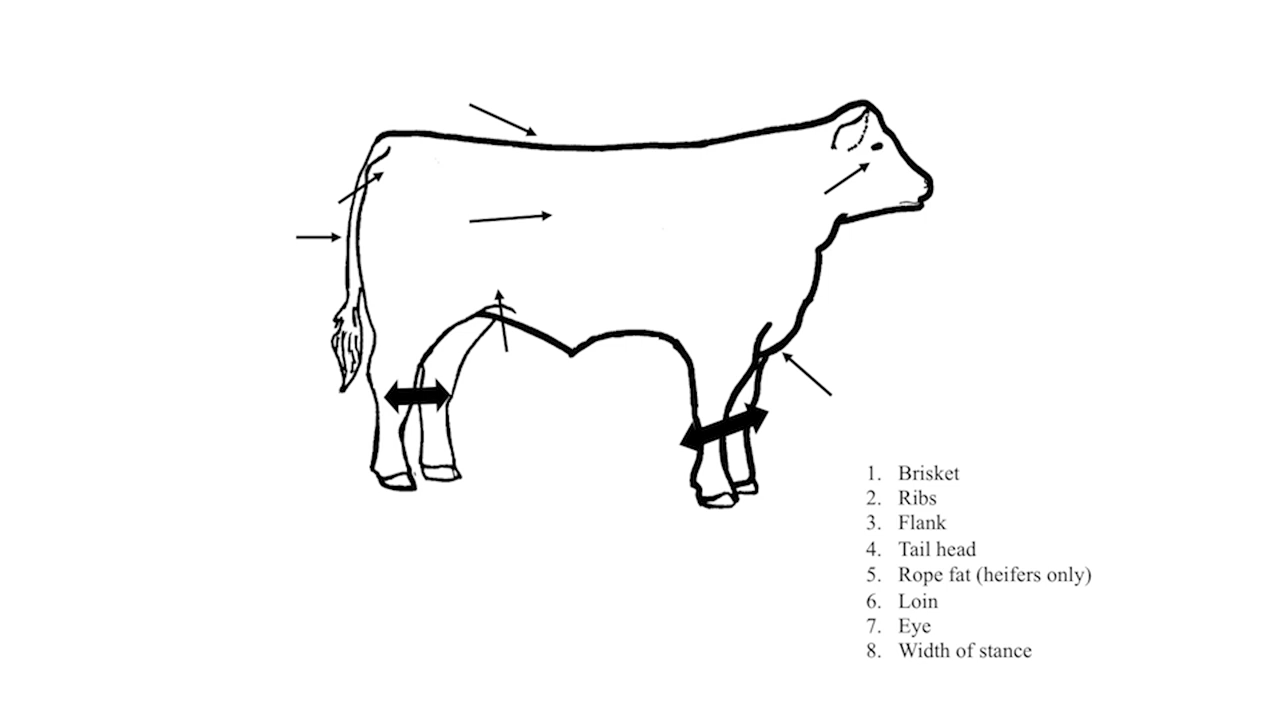 1. Brisket
2. Ribs
3. Flank
4. Tail head
5. Rope fat (heifers only)
6. Loin
7. Eye
8. Width of stance